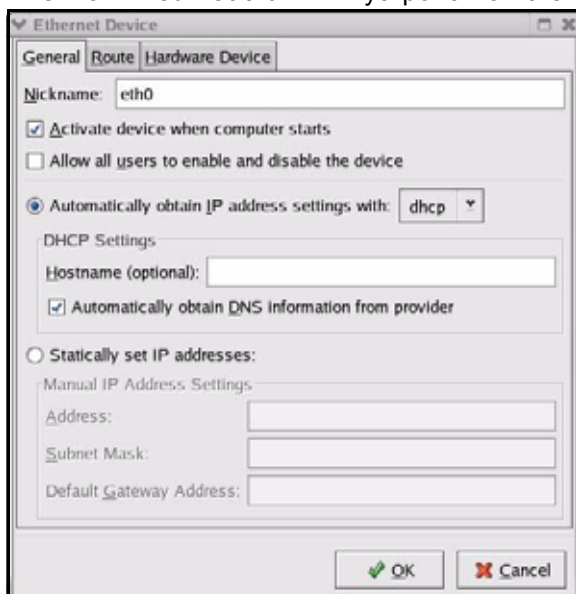 Ethernet Device
General Route Hardware Device
Nickname: eth0
Activate device when computer starts
Allow all users to enable and disable the device
Automatically obtain IP address settings with: dhcp
DHCP Settings
Hostname (optional):
Automatically obtain DNS information from provider
Statically set IP addresses:
Manual IP Address Settings
Address:
Subnet Mask:
Default Gateway Address:
OK Cancel